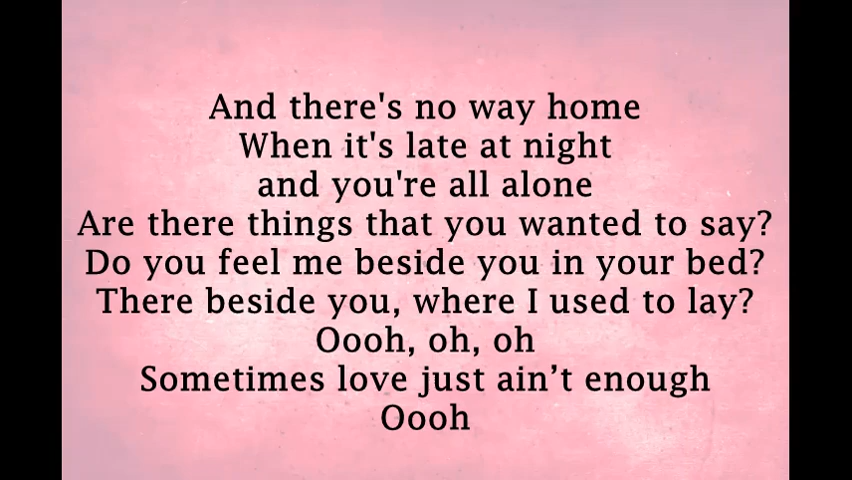 And there's no way home
When it's late at night
and you're all alone
Are there things that you wanted to say?
Do you feel me beside you in your bed?
There beside you, where I used to lay?
Oooh, oh, oh
Sometimes love just ain’t enough
Oooh